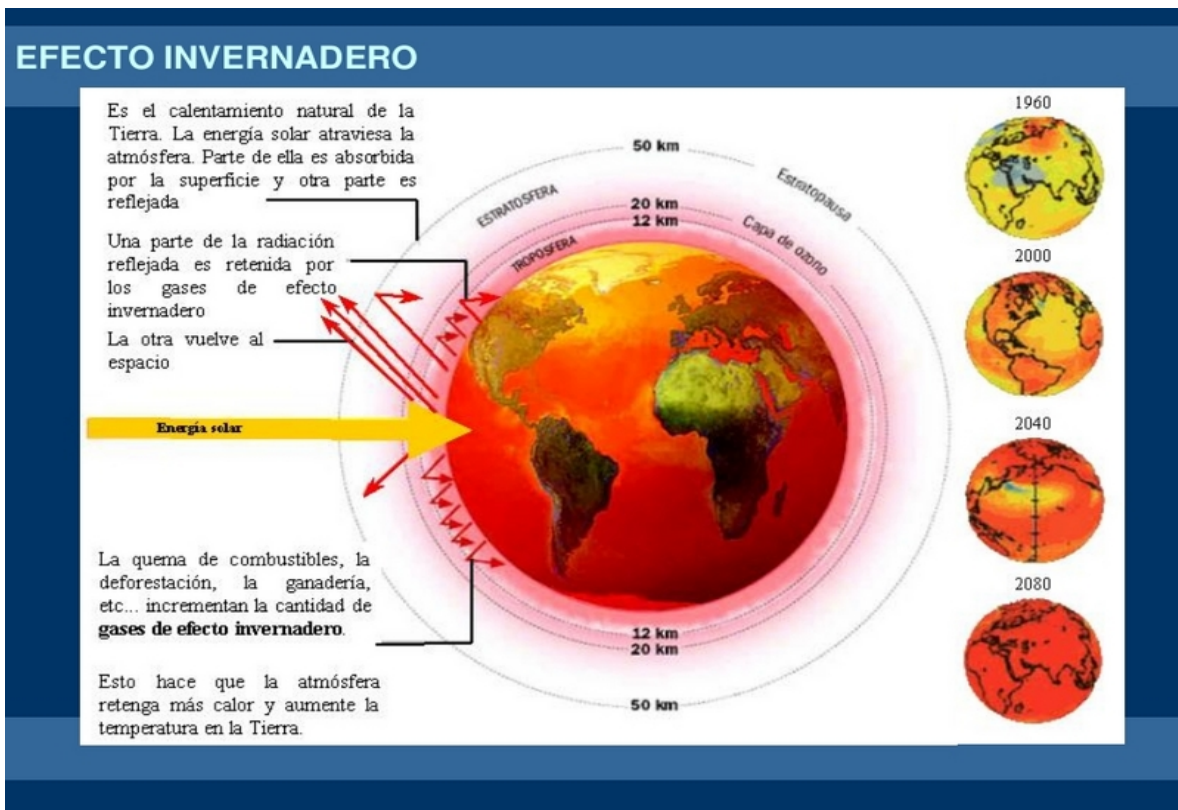 EFECTO INVERNADERO
Es el calentamiento natural de la
Tierra. La energía solar atraviesa la
atmósfera. Parte de ella es absorbida
por la superficie y otra parte es
reflejada
Una parte de la radiación
reflejada es retenida por
los gases de efecto
invernadero
La otra vuelve al
espacio
Energía solar
La quema de combustibles, la
deforestación, la ganadería,
etc... incrementan la cantidad de
gases de efecto invernadero.
Esto hace que la atmósfera
retenga más calor y aumente la
temperatura en la Tierra.
50 km
20 km
12 km
ESTRATOSFERA
TROPOSFERA
Estratopausa
Capa de ozono
12 km
20 km
50 km
1960
2000
2040
2080